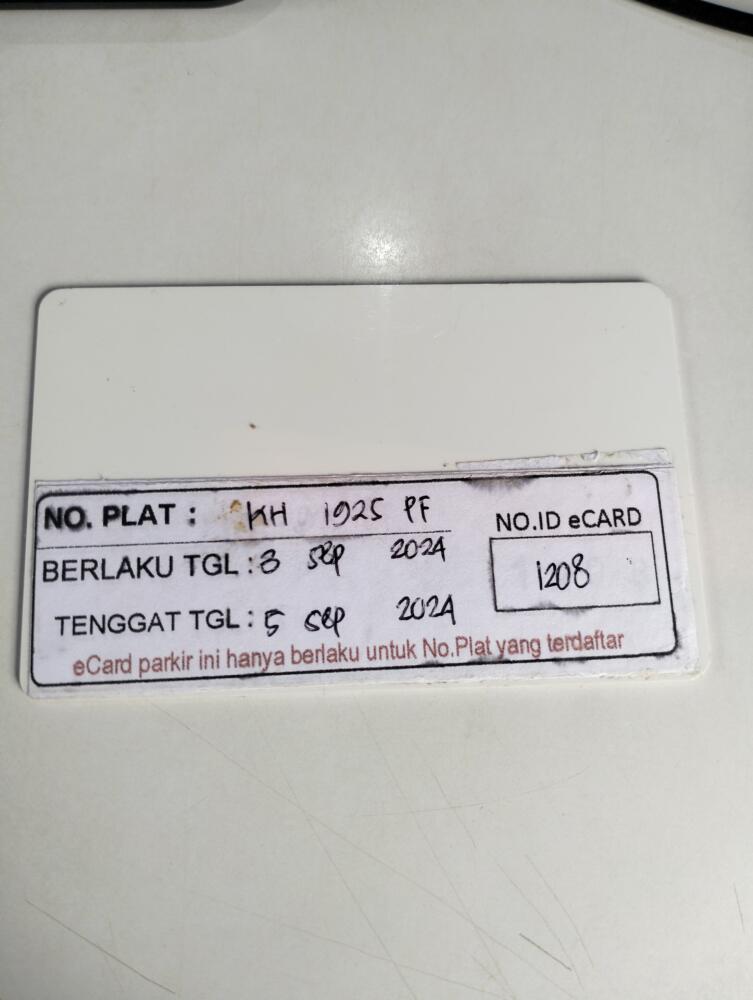 NO. PLAT : KH 1925 PF
NO.ID eCARD
BERLAKU TGL : 3 Sep 2024
1208
TENGGAT TGL : 5 Sep 2024
eCard parkir ini hanya berlaku untuk No.Plat yang terdaftar